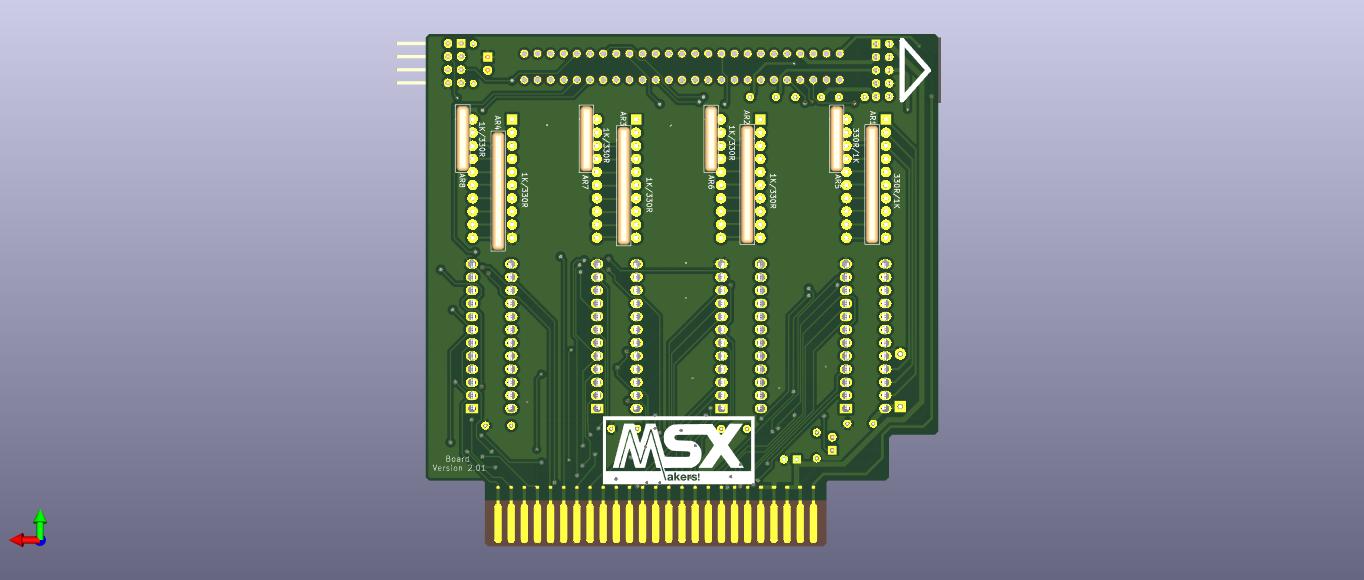 AR4
AR3
AR2
AR1
1K/330R
1K/330R
1K/330R
330R/1K
AR8
AR7
AR6
AR5
1K/330R
1K/330R
1K/330R
330R/1K
MSX
akers!
Board
Version 2.01